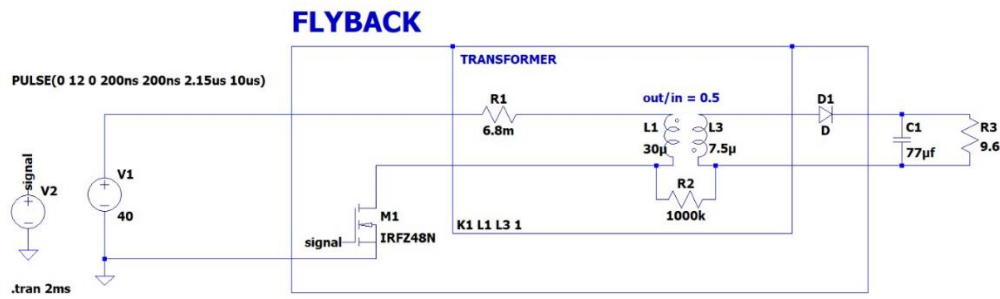 FLYBACK
TRANSFORMER
PULSE(0 12 0 200ns 200ns 2.15us 10us)
R1
6.8m
out/in = 0.5
L1
30µ
L3
7.5µ
D1
D
C1
77µf
R3
9.6
signal
V2
V1
40
R2
1000k
M1
IRFZ48N
signal
K1 L1 L3 1
.tran 2ms